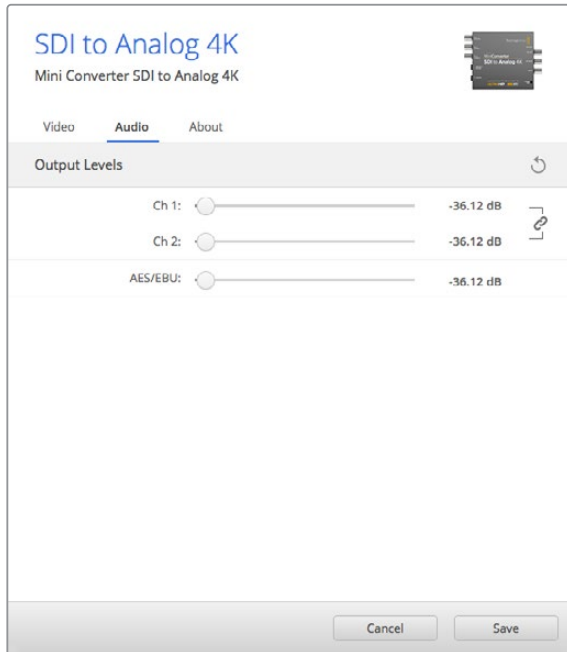 SDI to Analog 4K
Mini Converter SDI to Analog 4K
Video Audio About
Output Levels
Ch 1: -36.12 dB
Ch 2: -36.12 dB
AES/EBU: -36.12 dB
Cancel Save